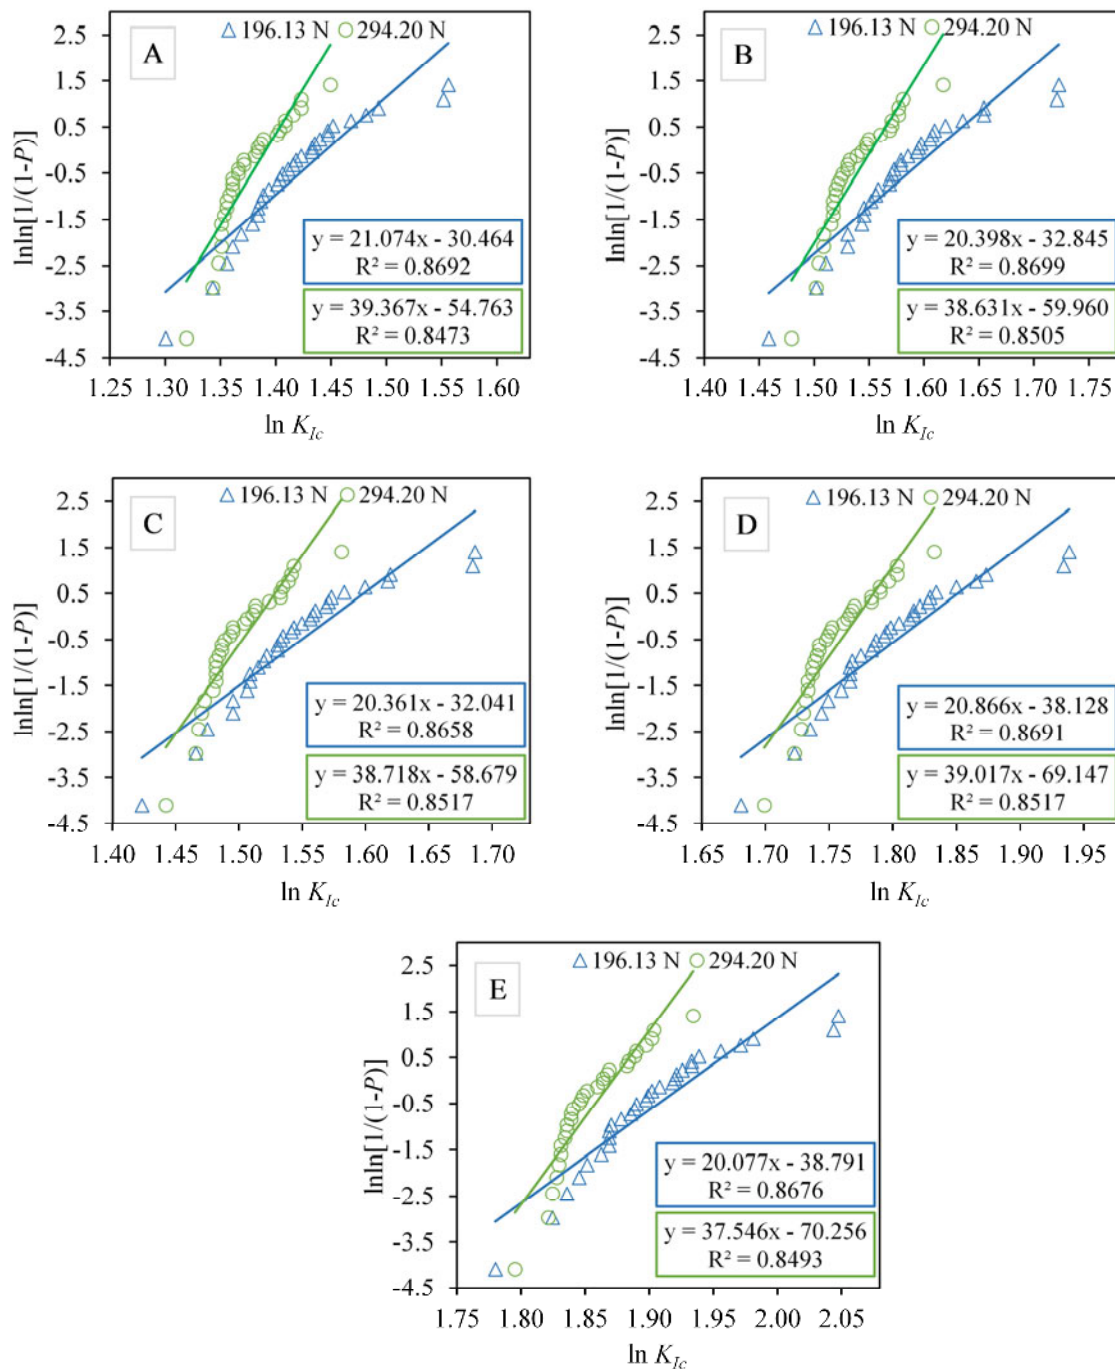 A
196.13 N 294.20 N
2.5
1.5
0.5
-0.5
-1.5
-2.5
-3.5
-4.5
lnln[1/(1-P)]
y = 21.074x - 30.464
R² = 0.8692
y = 39.367x - 54.763
R² = 0.8473
1.25 1.30 1.35 1.40 1.45 1.50 1.55 1.60
ln K_Ic
B
196.13 N 294.20 N
2.5
1.5
0.5
-0.5
-1.5
-2.5
-3.5
-4.5
lnln[1/(1-P)]
y = 20.398x - 32.845
R² = 0.8699
y = 38.631x - 59.960
R² = 0.8505
1.40 1.45 1.50 1.55 1.60 1.65 1.70 1.75
ln K_Ic
C
196.13 N 294.20 N
2.5
1.5
0.5
-0.5
-1.5
-2.5
-3.5
-4.5
lnln[1/(1-P)]
y = 20.361x - 32.041
R² = 0.8658
y = 38.718x - 58.679
R² = 0.8517
1.40 1.45 1.50 1.55 1.60 1.65 1.70
ln K_Ic
D
196.13 N 294.20 N
2.5
1.5
0.5
-0.5
-1.5
-2.5
-3.5
-4.5
lnln[1/(1-P)]
y = 20.866x - 38.128
R² = 0.8691
y = 39.017x - 69.147
R² = 0.8517
1.65 1.70 1.75 1.80 1.85 1.90 1.95
ln K_Ic
E
196.13 N 294.20 N
2.5
1.5
0.5
-0.5
-1.5
-2.5
-3.5
-4.5
lnln[1/(1-P)]
y = 20.077x - 38.791
R² = 0.8676
y = 37.546x - 70.256
R² = 0.8493
1.75 1.80 1.85 1.90 1.95 2.00 2.05
ln K_Ic